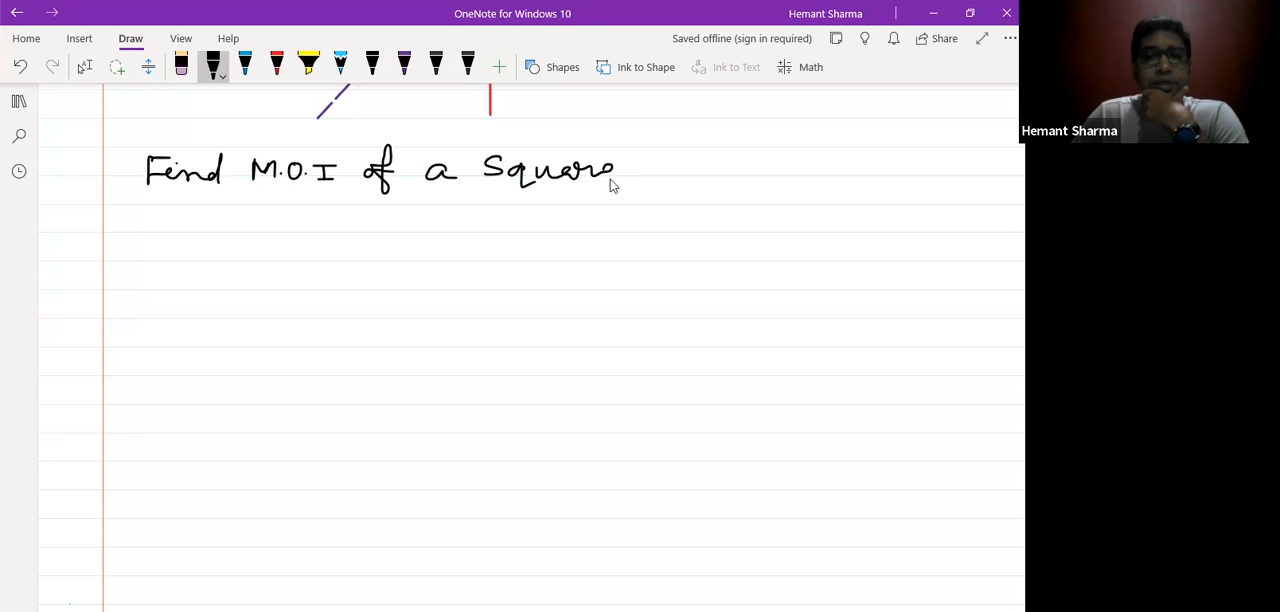 OneNote for Windows 10
Hemant Sharma
Home Insert Draw View Help
Saved offline (sign in required)
Share
Shapes
Ink to Shape
Ink to Text
Math
Hemant Sharma
Find M.O.I of a Square